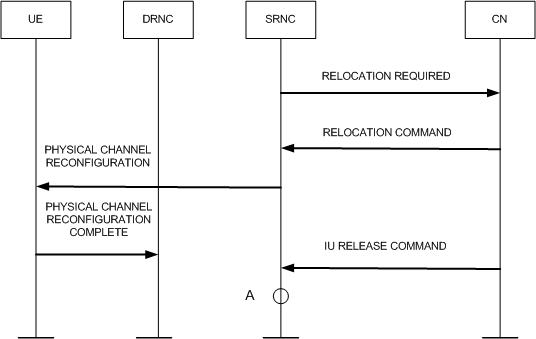 UE
DRNC
SRNC
CN
RELOCATION REQUIRED
RELOCATION COMMAND
PHYSICAL CHANNEL
RECONFIGURATION
PHYSICAL CHANNEL
RECONFIGURATION
COMPLETE
IU RELEASE COMMAND
A